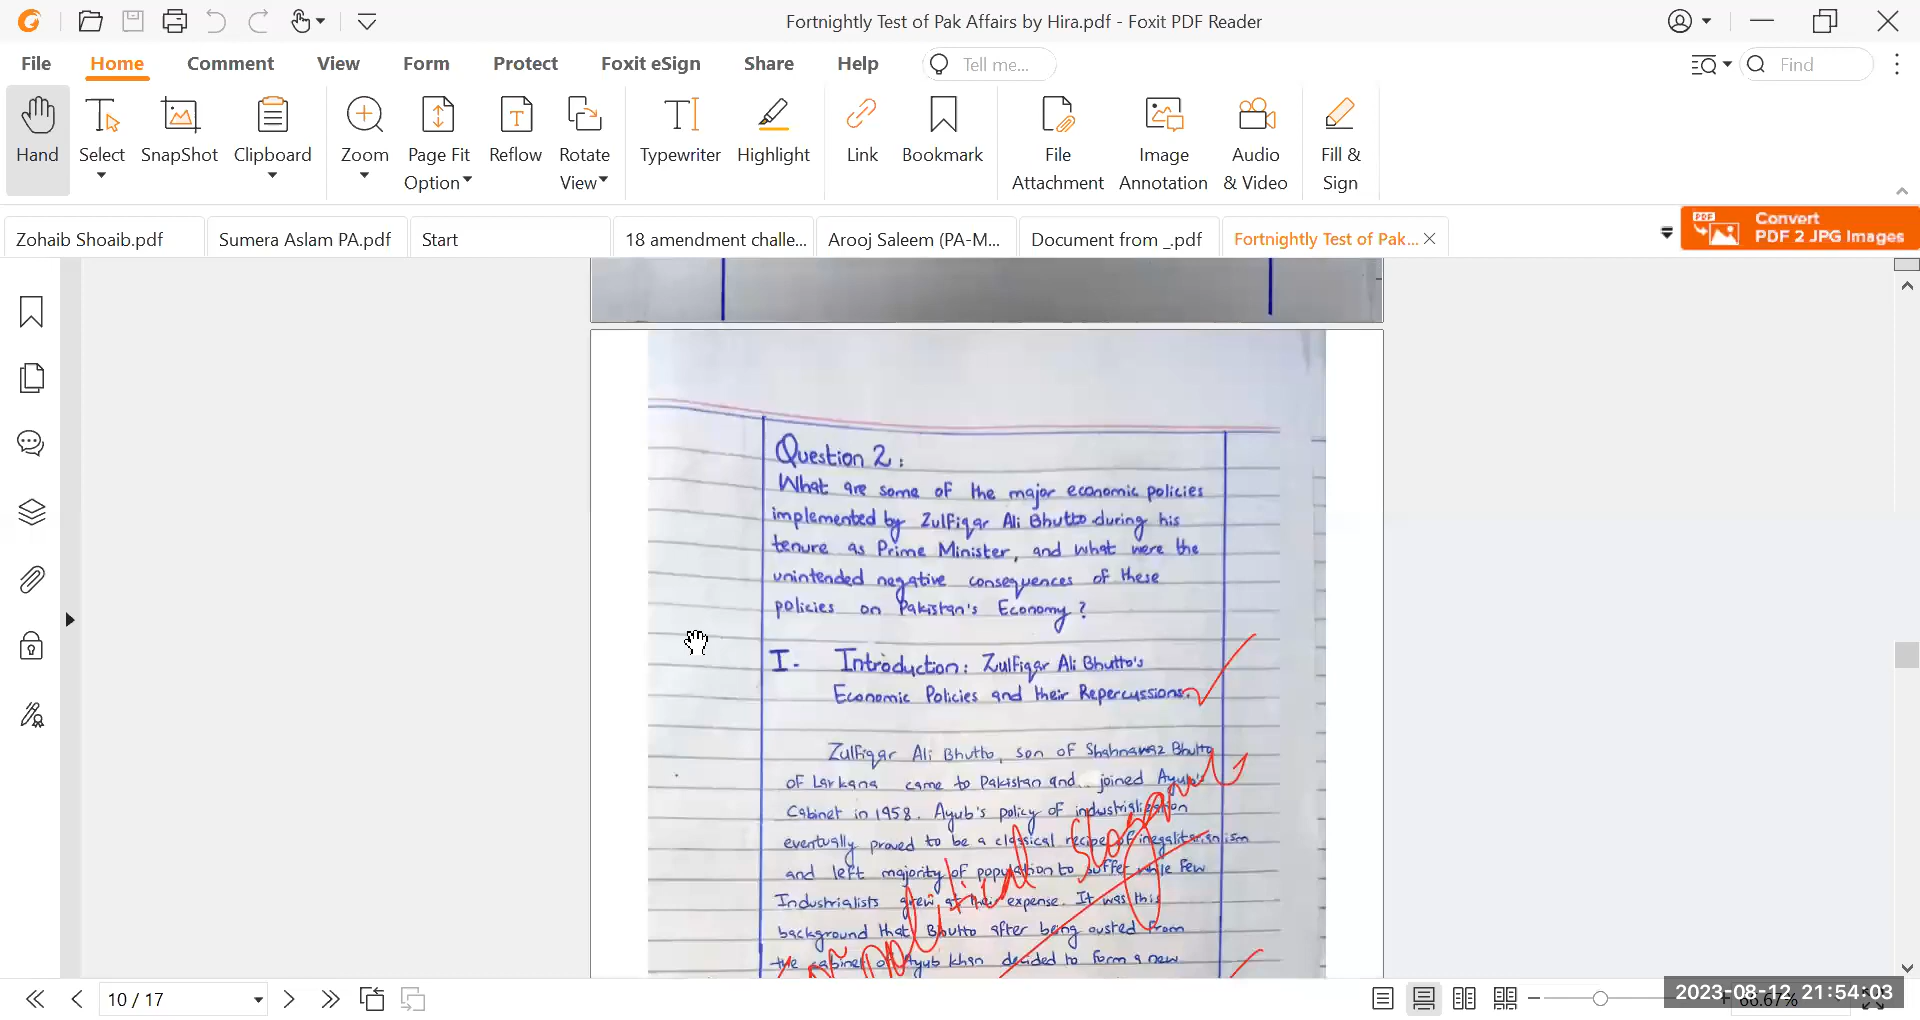 Fortnightly Test of Pak Affairs by Hira.pdf - Foxit PDF Reader
File Home Comment View Form Protect Foxit eSign Share Help Tell me... Find
Hand Select SnapShot Clipboard Zoom Page Fit Option Reflow Rotate View Typewriter Highlight Link Bookmark File Attachment Image Annotation Audio & Video Fill & Sign
Zohaib Shoaib.pdf Sumera Aslam PA.pdf Start 18 amendment challe... Arooj Saleem (PA-M... Document from _.pdf Fortnightly Test of Pak...
PDF Convert
PDF 2 JPG Images
Question 2:
What are some of the major economic policies
implemented by Zulfiqar Ali Bhutto during his
tenure as Prime Minister, and what were the
unintended negative consequences of these
policies on Pakistan's Economy?
I. Introduction: Zulfiqar Ali Bhutto's
Economic Policies and their Repercussions.
Zulfiqar Ali Bhutto, son of Shahnawaz Bhutto
of Larkana came to Pakistan and joined Ayub's
Cabinet in 1958. Ayub's policy of industrialization
eventually proved to be a classical recipe of inegalitarianism
and left majority of population to suffer while few
Industrialists grew at their expense. It was this
background that Bhutto after being ousted from
the cabinet of Ayub Khan decided to form a new
political slogans
10 / 17
2023-08-12 21:54:03
66.67%